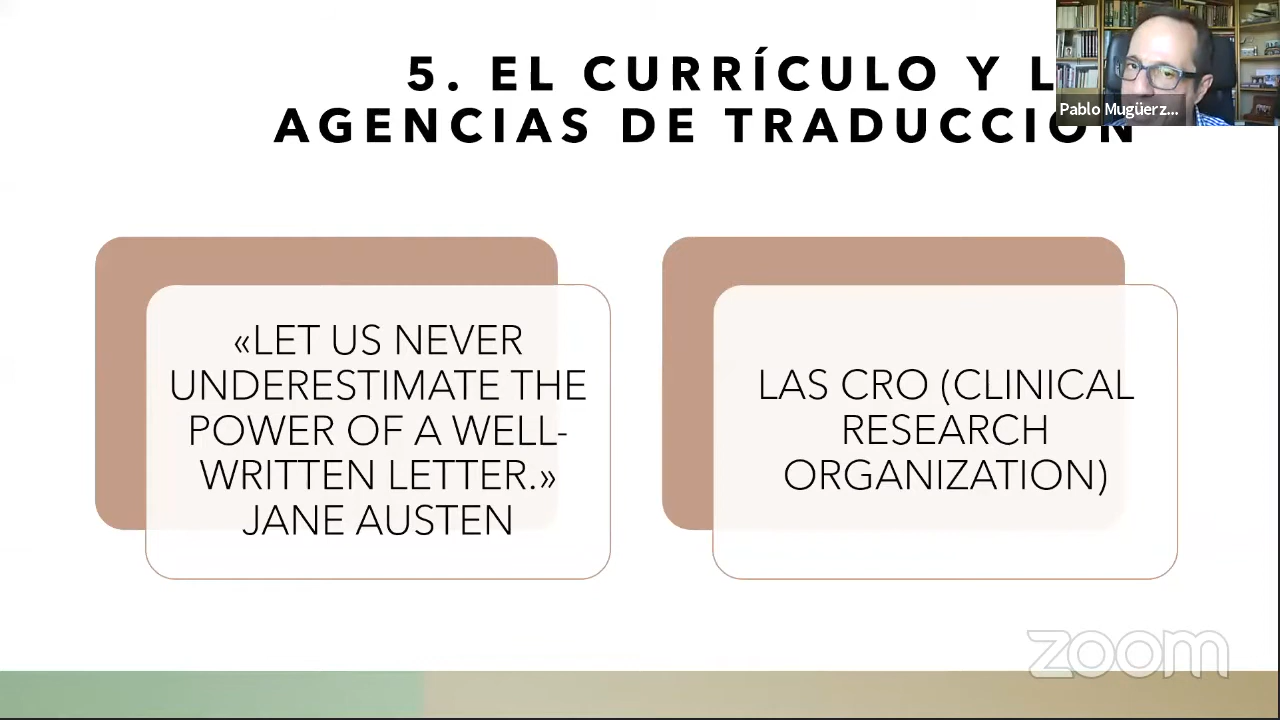 5. EL CURRÍCULO Y L
AGENCIAS DE TRADUCCIÓN
Pablo Mugüerz...
«LET US NEVER
UNDERESTIMATE THE
POWER OF A WELL-
WRITTEN LETTER.»
JANE AUSTEN
LAS CRO (CLINICAL
RESEARCH
ORGANIZATION)
zoom